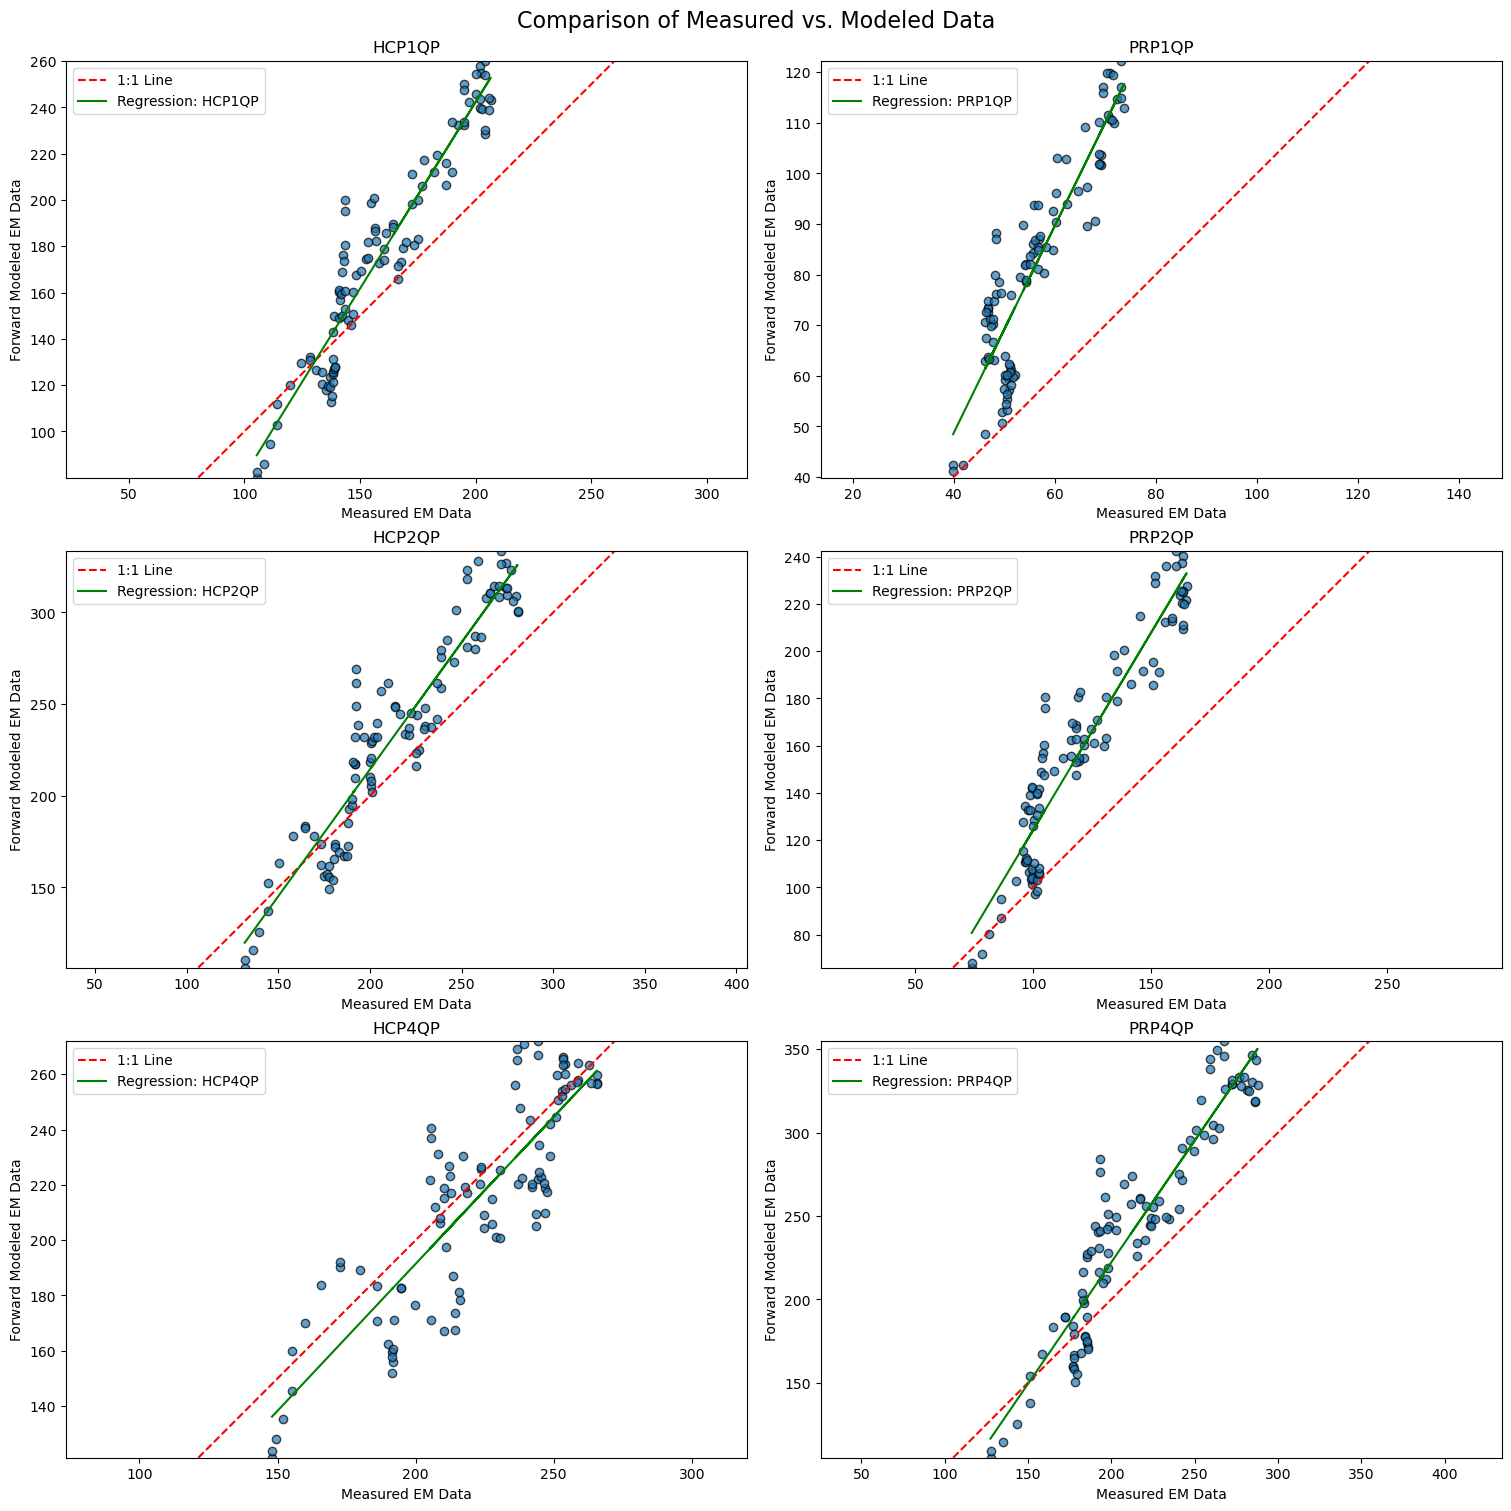 Comparison of Measured vs. Modeled Data
HCP1QP
1:1 Line
Regression: HCP1QP
Forward Modeled EM Data
260
240
220
200
180
160
140
120
100
50
100
150
200
250
300
Measured EM Data
PRP1QP
1:1 Line
Regression: PRP1QP
Forward Modeled EM Data
120
110
100
90
80
70
60
50
40
20
40
60
80
100
120
140
Measured EM Data
HCP2QP
1:1 Line
Regression: HCP2QP
Forward Modeled EM Data
300
250
200
150
50
100
150
200
250
300
350
400
Measured EM Data
PRP2QP
1:1 Line
Regression: PRP2QP
Forward Modeled EM Data
240
220
200
180
160
140
120
100
80
50
100
150
200
250
Measured EM Data
HCP4QP
1:1 Line
Regression: HCP4QP
Forward Modeled EM Data
260
240
220
200
180
160
140
100
150
200
250
300
Measured EM Data
PRP4QP
1:1 Line
Regression: PRP4QP
Forward Modeled EM Data
350
300
250
200
150
50
100
150
200
250
300
350
400
Measured EM Data